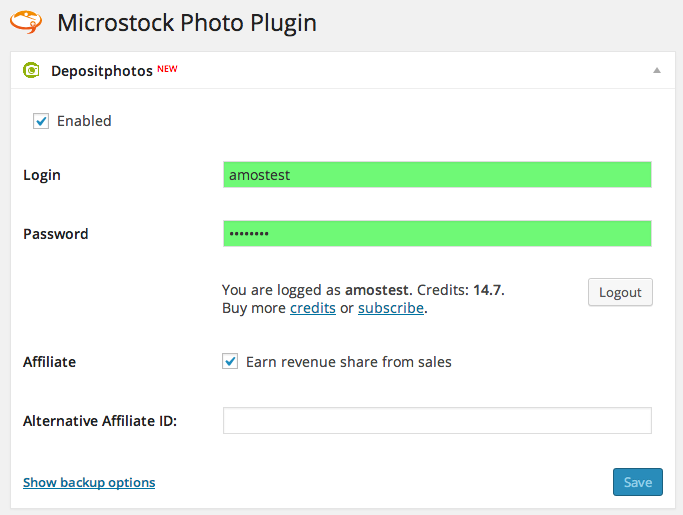 Microstock Photo Plugin
Depositphotos NEW
Enabled
Login amostest
Password ••••••••
You are logged as amostest. Credits: 14.7.
Logout
Buy more credits or subscribe.
Affiliate Earn revenue share from sales
Alternative Affiliate ID:
Show backup options Save